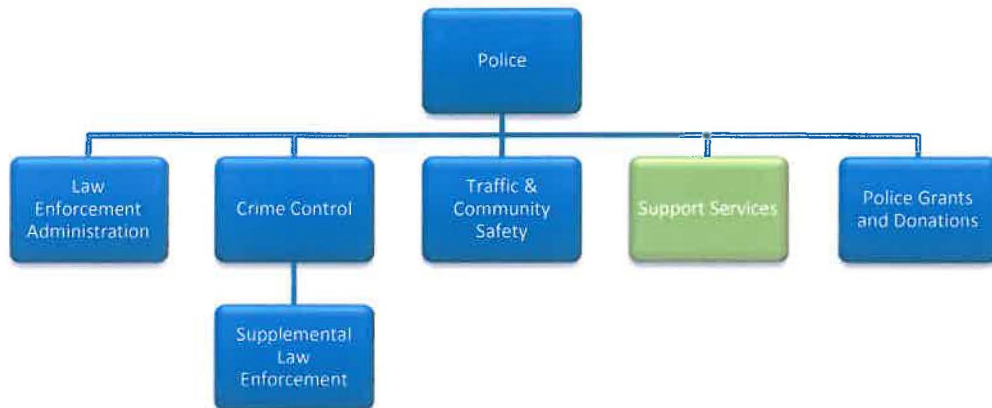 Police
Law
Enforcement
Administration
Crime Control
Traffic &
Community
Safety
Support Services
Police Grants
and Donations
Supplemental
Law
Enforcement